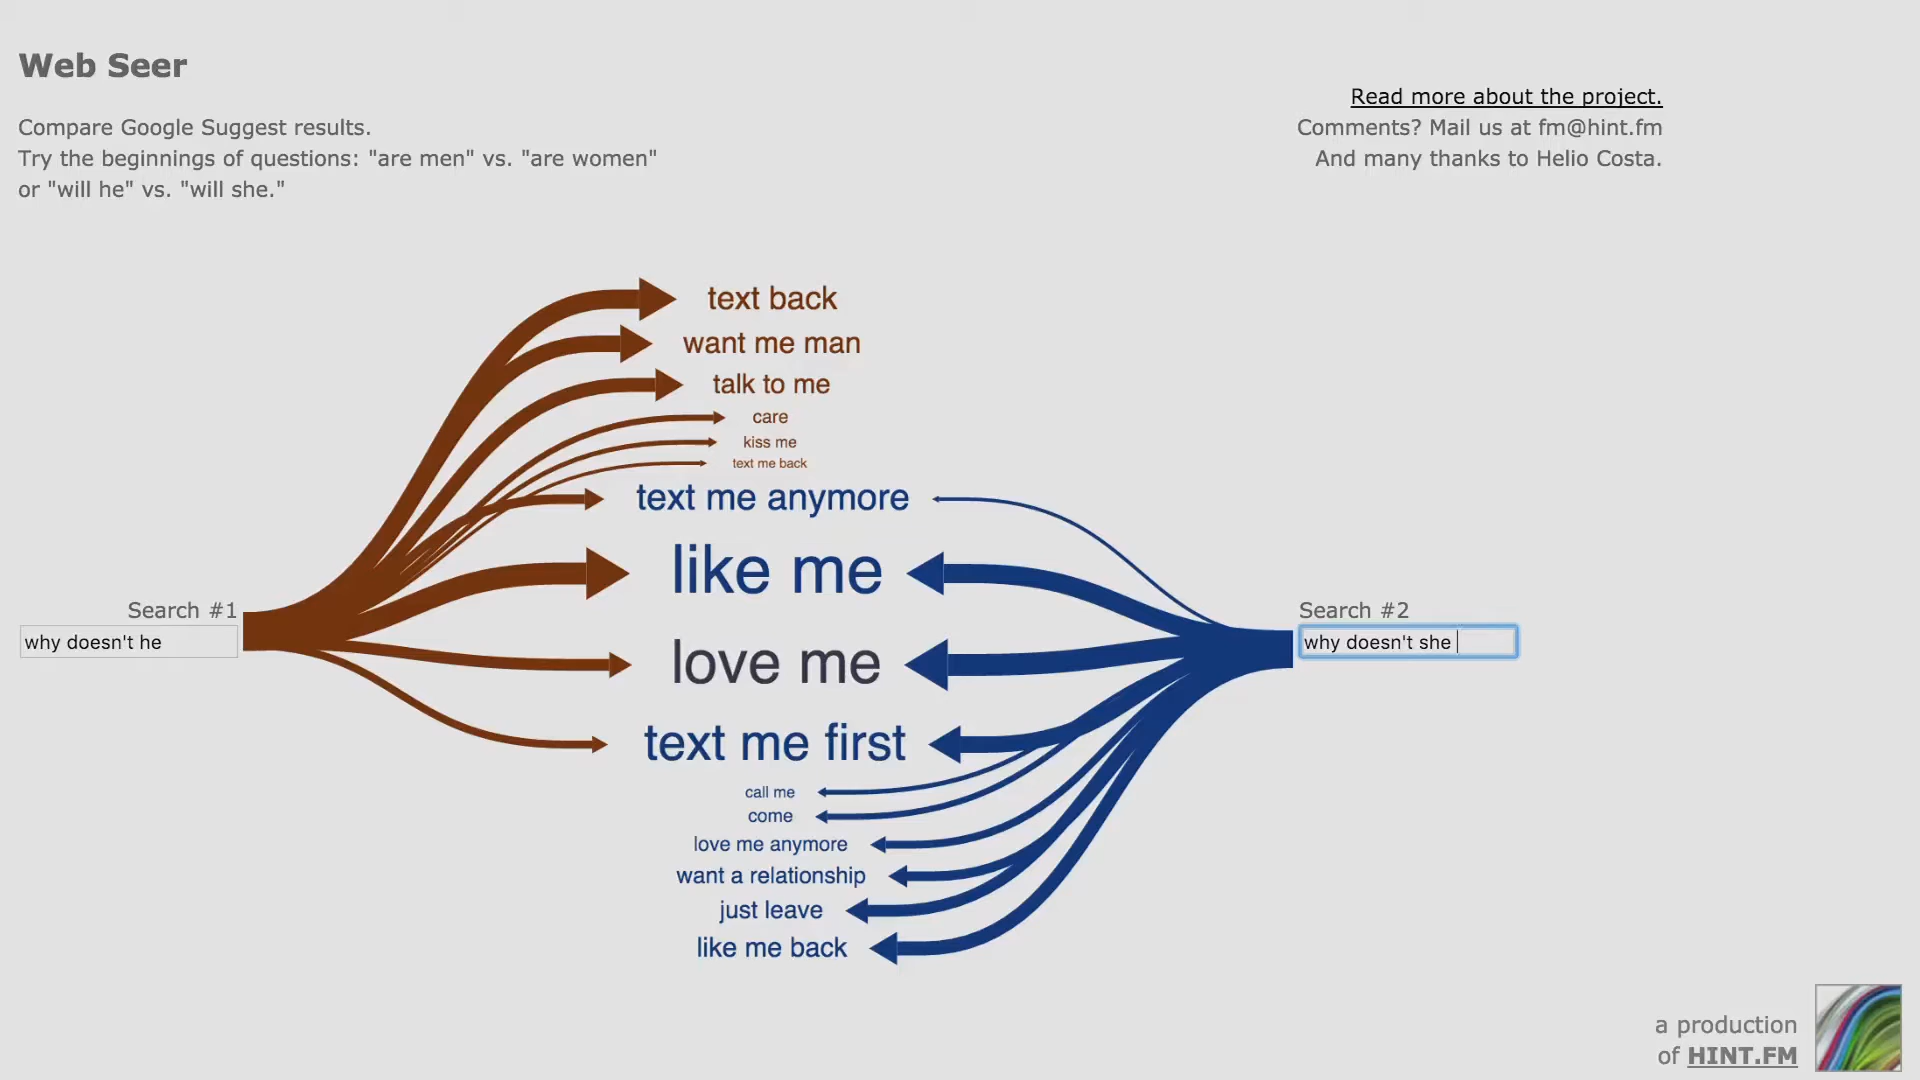 Web Seer
Compare Google Suggest results.
Try the beginnings of questions: "are men" vs. "are women"
or "will he" vs. "will she."
Read more about the project.
Comments? Mail us at fm@hint.fm
And many thanks to Helio Costa.
text back
want me man
talk to me
care
kiss me
text me back
text me anymore
like me
love me
text me first
call me
come
love me anymore
want a relationship
just leave
like me back
Search #1
why doesn't he
Search #2
why doesn't she
a production
of HINT.FM